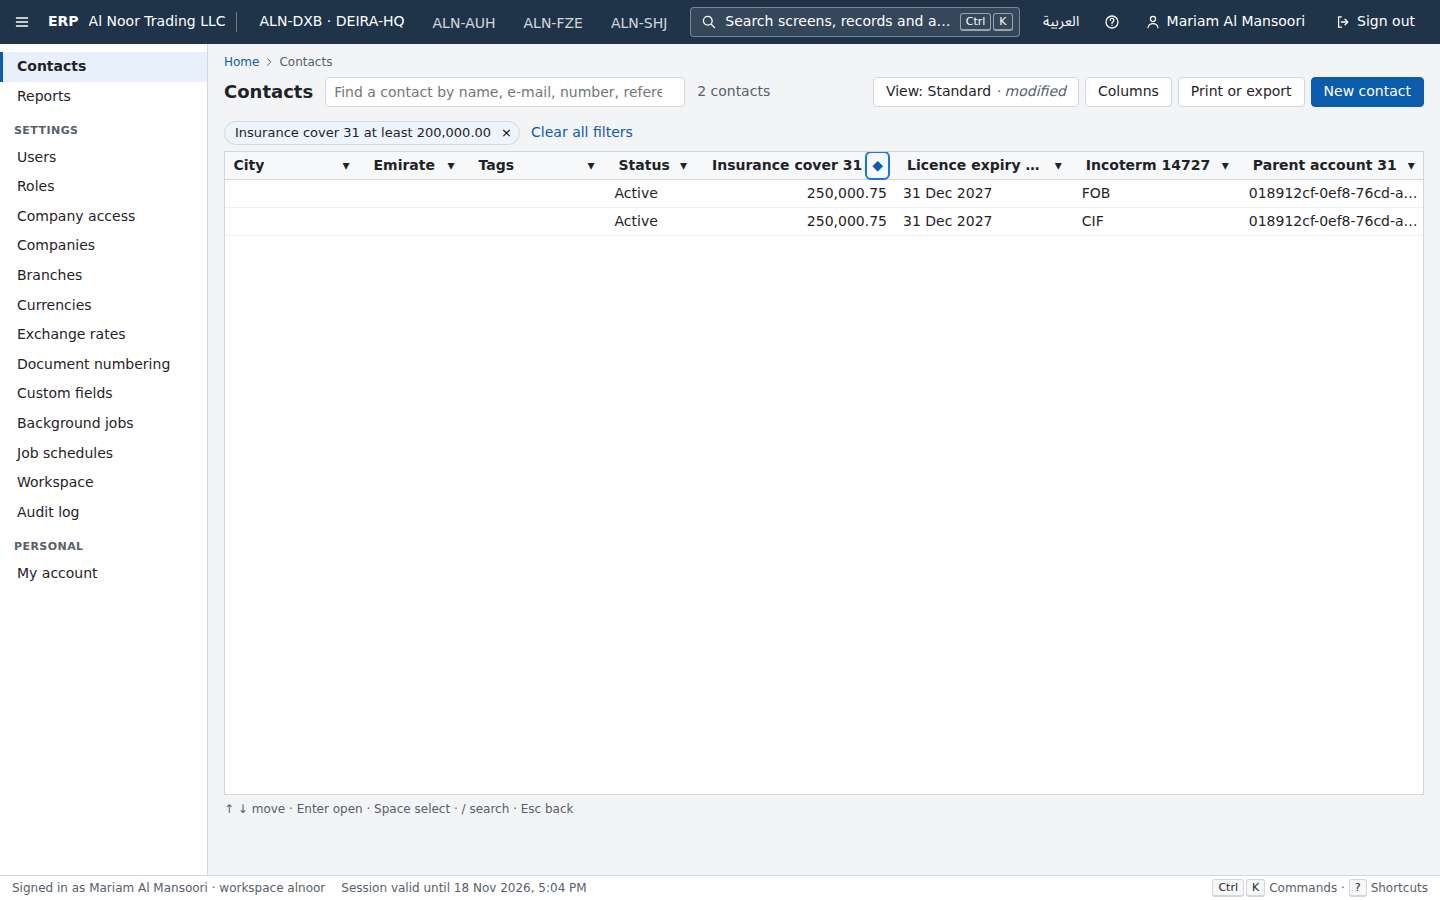 ERP Al Noor Trading LLC ALN-DXB · DEIRA-HQ ALN-AUH ALN-FZE ALN-SHJ Search screens, records and a… Ctrl K العربية Mariam Al Mansoori Sign out
Contacts
Reports
SETTINGS
Users
Roles
Company access
Companies
Branches
Currencies
Exchange rates
Document numbering
Custom fields
Background jobs
Job schedules
Workspace
Audit log
PERSONAL
My account
Home > Contacts
Contacts Find a contact by name, e-mail, number, refere 2 contacts View: Standard · modified Columns Print or export New contact
Insurance cover 31 at least 200,000.00 × Clear all filters
City ▼ Emirate ▼ Tags ▼ Status ▼ Insurance cover 31 ◆ Licence expiry … ▼ Incoterm 14727 ▼ Parent account 31 ▼
Active 250,000.75 31 Dec 2027 FOB 018912cf-0ef8-76cd-a…
Active 250,000.75 31 Dec 2027 CIF 018912cf-0ef8-76cd-a…
↑ ↓ move · Enter open · Space select · / search · Esc back
Signed in as Mariam Al Mansoori · workspace alnoor Session valid until 18 Nov 2026, 5:04 PM Ctrl K Commands · ? Shortcuts